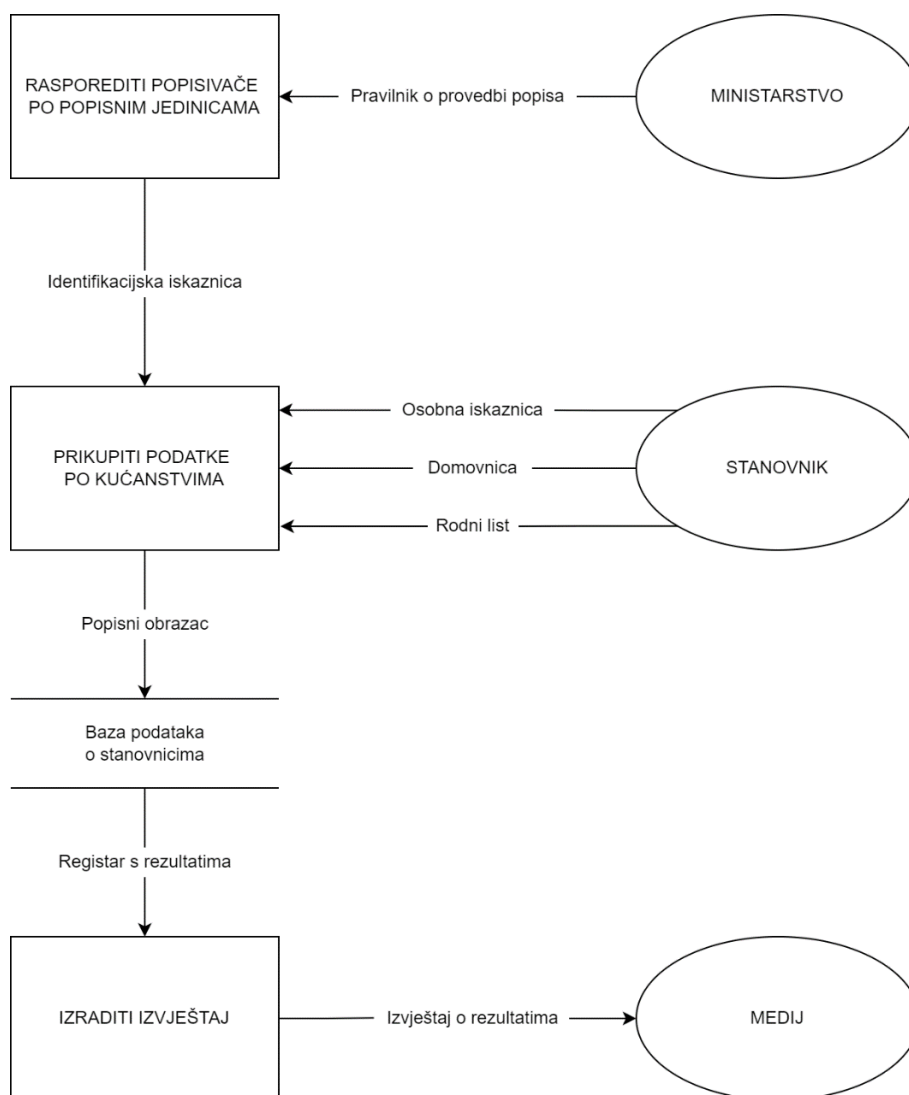 RASPOREDITI POPISIVAČE
PO POPISNIM JEDINICAMA
Pravilnik o provedbi popisa
MINISTARSTVO
Identifikacijska iskaznica
PRIKUPITI PODATKE
PO KUĆANSTVIMA
Osobna iskaznica
Domovnica
Rodni list
STANOVNIK
Popisni obrazac
Baza podataka
o stanovnicima
Registar s rezultatima
IZRADITI IZVJEŠTAJ
Izvještaj o rezultatima
MEDIJ